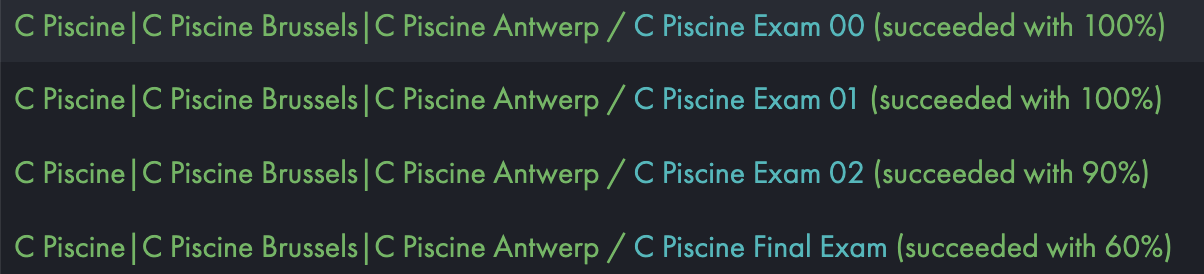 C Piscine|C Piscine Brussels|C Piscine Antwerp / C Piscine Exam 00 (succeeded with 100%)
C Piscine|C Piscine Brussels|C Piscine Antwerp / C Piscine Exam 01 (succeeded with 100%)
C Piscine|C Piscine Brussels|C Piscine Antwerp / C Piscine Exam 02 (succeeded with 90%)
C Piscine|C Piscine Brussels|C Piscine Antwerp / C Piscine Final Exam (succeeded with 60%)